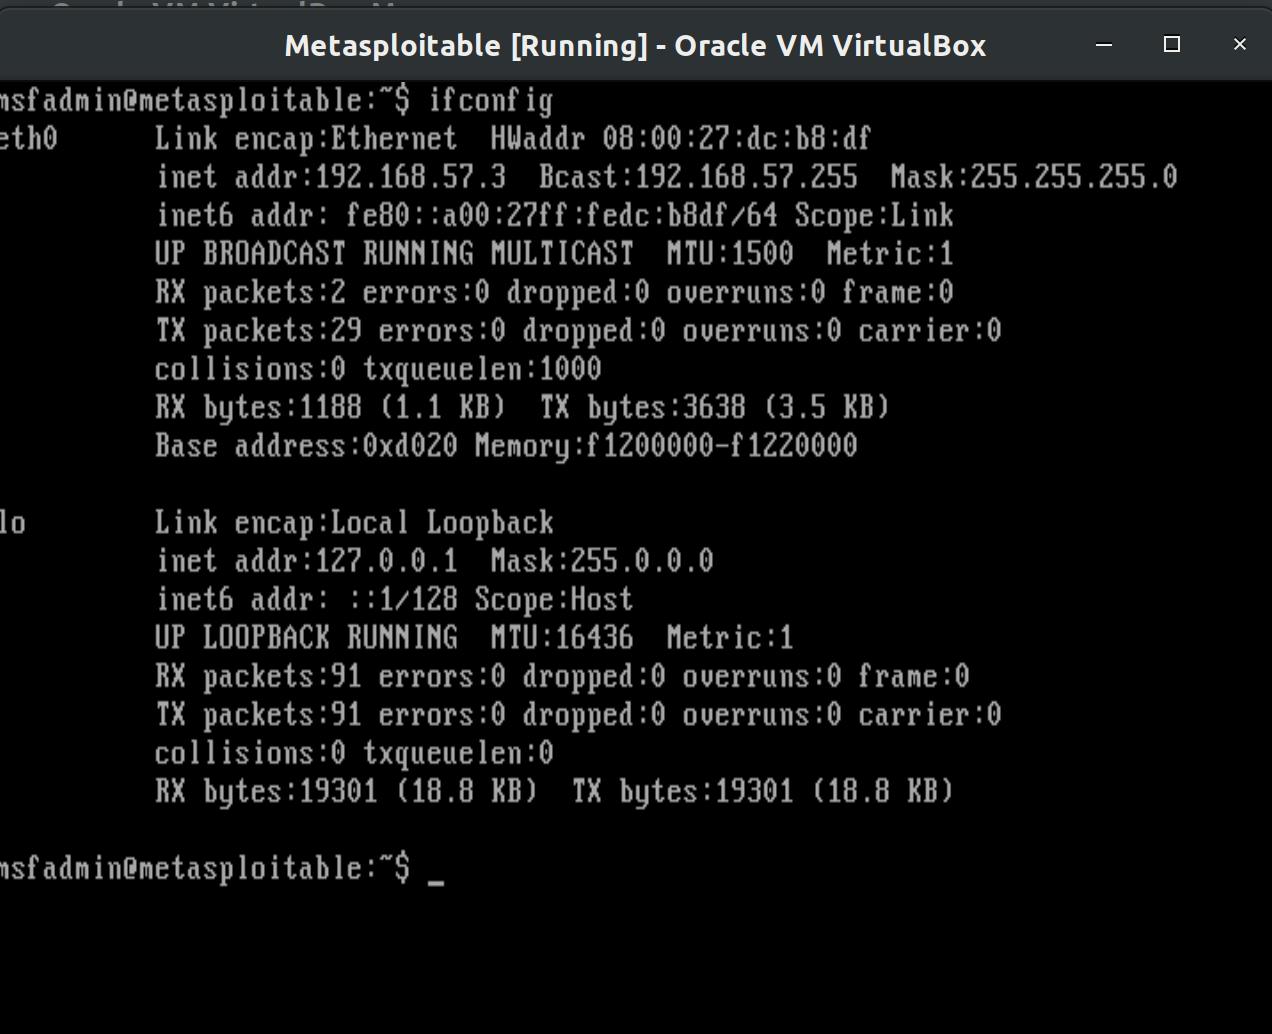 Metasploitable [Running] - Oracle VM VirtualBox
msfadmin@metasploitable:~$ ifconfig
eth0 Link encap:Ethernet HWaddr 08:00:27:dc:b8:df
inet addr:192.168.57.3 Bcast:192.168.57.255 Mask:255.255.255.0
inet6 addr: fe80::a00:27ff:fedc:b8df/64 Scope:Link
UP BROADCAST RUNNING MULTICAST MTU:1500 Metric:1
RX packets:2 errors:0 dropped:0 overruns:0 frame:0
TX packets:29 errors:0 dropped:0 overruns:0 carrier:0
collisions:0 txqueuelen:1000
RX bytes:1188 (1.1 KB) TX bytes:3638 (3.5 KB)
Base address:0xd020 Memory:f1200000-f1220000
lo Link encap:Local Loopback
inet addr:127.0.0.1 Mask:255.0.0.0
inet6 addr: ::1/128 Scope:Host
UP LOOPBACK RUNNING MTU:16436 Metric:1
RX packets:91 errors:0 dropped:0 overruns:0 frame:0
TX packets:91 errors:0 dropped:0 overruns:0 carrier:0
collisions:0 txqueuelen:0
RX bytes:19301 (18.8 KB) TX bytes:19301 (18.8 KB)
msfadmin@metasploitable:~$ _